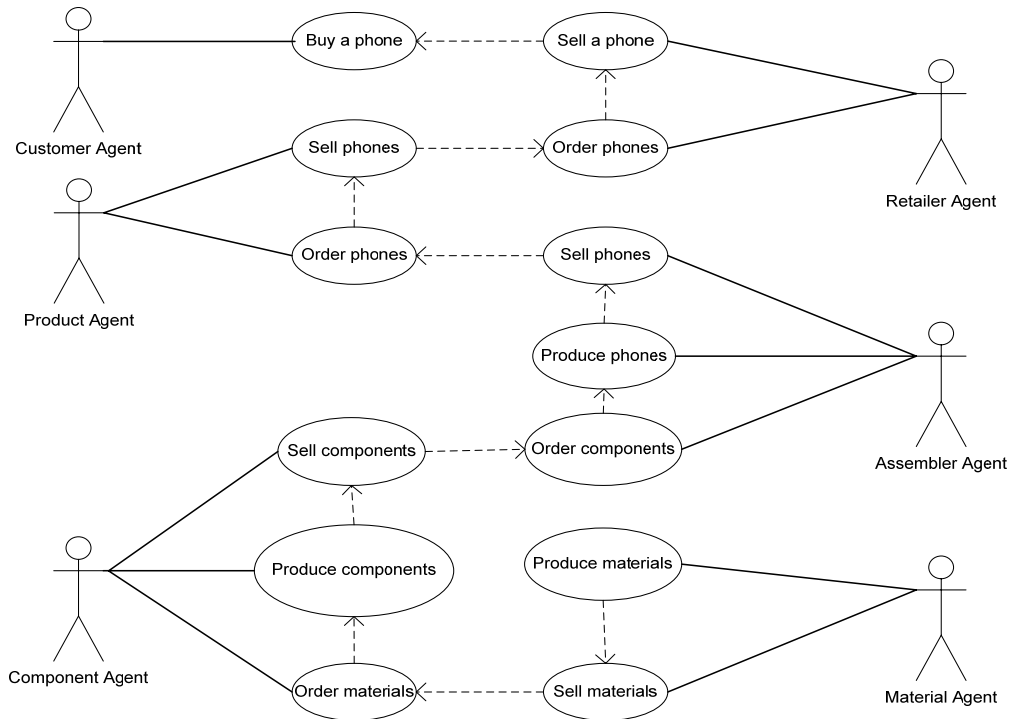 Buy a phone
Sell a phone
Customer Agent
Sell phones
Order phones
Retailer Agent
Order phones
Sell phones
Product Agent
Produce phones
Sell components
Order components
Assembler Agent
Produce components
Produce materials
Component Agent
Order materials
Sell materials
Material Agent